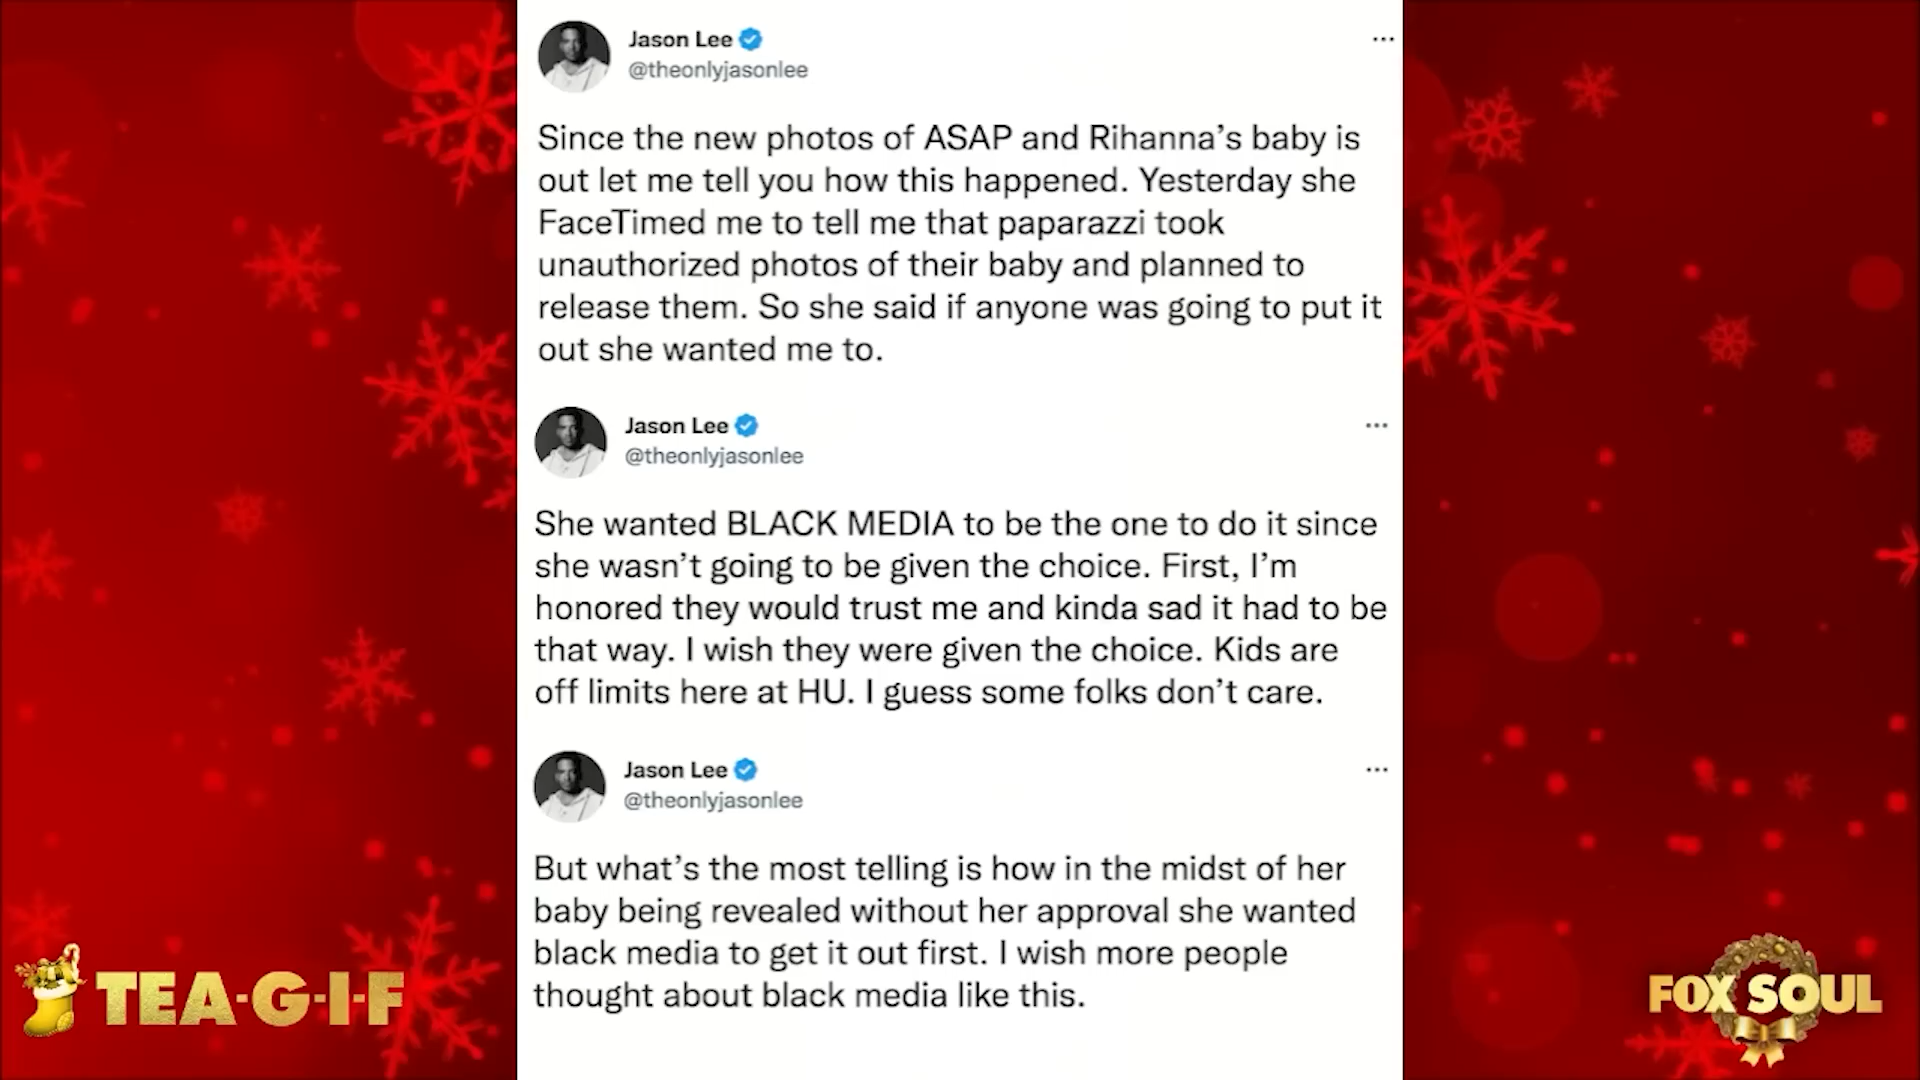 Jason Lee
@theonlyjasonlee
Since the new photos of ASAP and Rihanna’s baby is
out let me tell you how this happened. Yesterday she
FaceTimed me to tell me that paparazzi took
unauthorized photos of their baby and planned to
release them. So she said if anyone was going to put it
out she wanted me to.
Jason Lee
@theonlyjasonlee
She wanted BLACK MEDIA to be the one to do it since
she wasn’t going to be given the choice. First, I’m
honored they would trust me and kinda sad it had to be
that way. I wish they were given the choice. Kids are
off limits here at HU. I guess some folks don’t care.
Jason Lee
@theonlyjasonlee
But what’s the most telling is how in the midst of her
baby being revealed without her approval she wanted
black media to get it out first. I wish more people
thought about black media like this.
TEA-G-I-F
FOX SOUL